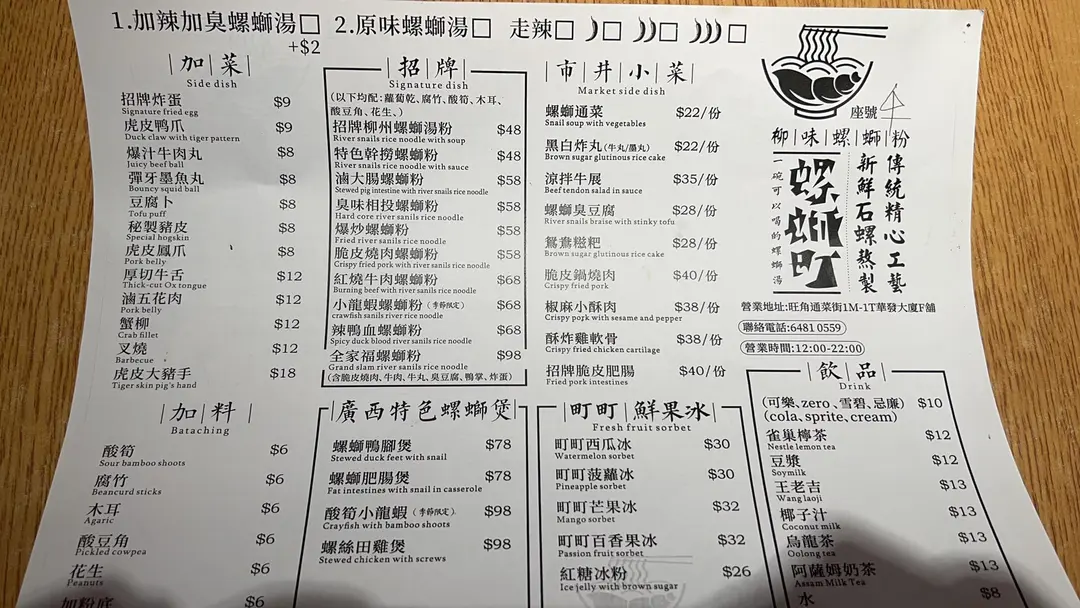 1.加辣加臭螺螄湯□ 2.原味螺螄湯□ 走辣□ □ □ □
+$2
加菜
Side dish
招牌炸蛋 $9
Signature fried egg
虎皮鴨爪 $9
Duck claw with tiger pattern
爆汁牛肉丸 $8
Juicy beef ball
彈牙墨魚丸 $8
Bouncy squid ball
豆腐卜 $8
Tofu puff
秘製豬皮 $8
Special hogskin
虎皮鳳爪 $8
Pork belly
厚切牛舌 $12
Thick-cut Ox tongue
滷五花肉 $12
Pork belly
蟹柳 $12
Crab fillet
叉燒 $12
Barbecue
虎皮大豬手 $18
Tiger skin pig's hand
加料
Bataching
酸筍 $6
Sour bamboo shoots
腐竹 $6
Beancurd sticks
木耳 $6
Agaric
酸豆角 $6
Pickled cowpea
花生 $6
Peanuts
加粉底 $6
招牌
Signature dish
(以下均配:蘿蔔乾、腐竹、酸筍、木耳、
酸豆角、花生、)
招牌柳州螺螄湯粉 $48
River snails rice noodle with soup
特色幹撈螺螄粉 $48
River snails rice noodle with sauce
滷大腸螺螄粉 $58
Stewed pig intestine with river snails rice noodle
臭味相投螺螄粉 $58
Hard core river sanils rice noodle
爆炒螺螄粉 $58
Fried river sanils rice noodle
脆皮燒肉螺螄粉 $58
Crispy fried pork with river sanils rice noodle
紅燒牛肉螺螄粉 $68
Burning beef with river sanils rice noodle
小龍蝦螺螄粉(季節限定) $68
crawfish sanils river rice noodle
辣鴨血螺螄粉 $68
Spicy duck blood river sanils rice noodle
全家福螺螄粉 $98
Grand slam river sanils rice noodle
(含脆皮燒肉、牛肉、牛丸、臭豆腐、鴨掌、炸蛋)
廣西特色螺螄煲
螺螄鴨腳煲 $78
Stewed duck feet with snail
螺螄肥腸煲 $78
Fat intestines with snail in casserole
酸筍小龍蝦(季節限定) $98
Crayfish with bamboo shoots
螺絲田雞煲 $98
Stewed chicken with screws
市井小菜
Market side dish
螺螄通菜 $22/份
Snail soup with vegetables
黑白炸丸(牛丸/墨丸) $22/份
Brown sugar glutinous rice cake
涼拌牛展 $35/份
Beef tendon salad in sauce
螺螄臭豆腐 $28/份
River snails braise with stinky tofu
鴛鴦糍粑 $28/份
Brown sugar glutinous rice cake
脆皮鍋燒肉 $40/份
Crispy fried pork
椒麻小酥肉 $38/份
Crispy pork with sesame and pepper
酥炸雞軟骨 $38/份
Crispy fried chicken cartilage
招牌脆皮肥腸 $40/份
Fried pork intestines
町町鮮果冰
Fresh fruit sorbet
町町西瓜冰 $30
Watermelon sorbet
町町菠蘿冰 $30
Pineapple sorbet
町町芒果冰 $32
Mango sorbet
町町百香果冰 $32
Passion fruit sorbet
紅糖冰粉 $26
Ice jelly with brown sugar
座號
柳味螺螄粉
螺螄町
一碗可以喝的螺螄湯
傳統精心工藝
新鮮石螺熬製
營業地址:旺角通菜街1M-1T華發大廈F舖
聯絡電話:6481 0559
營業時間:12:00-22:00
飲品
Drink
(可樂、zero、雪碧、忌廉) $10
(cola、sprite、cream)
雀巢檸茶 $12
Nestle lemon tea
豆漿 $12
Soymilk
王老吉 $13
Wang laoji
椰子汁 $13
Coconut milk
烏龍茶 $13
Oolong tea
阿薩姆奶茶 $13
Assam Milk Tea
水 $8